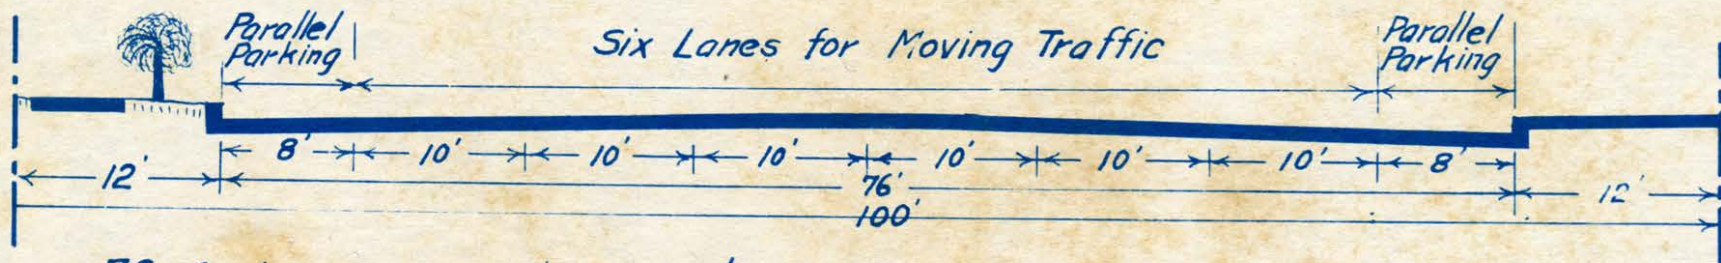 Parallel
Parking
Six Lanes for Moving Traffic
Parallel
Parking
8' 10' 10' 10' 10' 10' 10' 8'
12' 76' 12'
100'